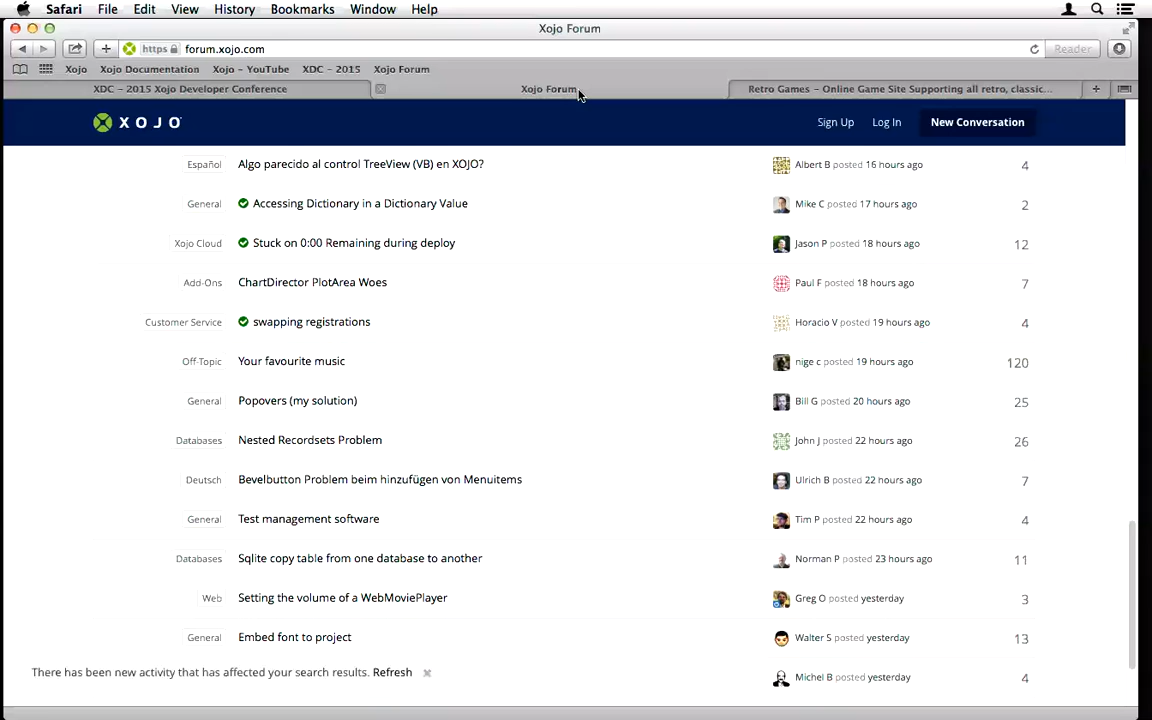 Safari File Edit View History Bookmarks Window Help
Xojo Forum
https forum.xojo.com Reader
Xojo Xojo Documentation Xojo – YouTube XDC – 2015 Xojo Forum
XDC – 2015 Xojo Developer Conference Xojo Forum Retro Games – Online Game Site Supporting all retro, classic...
XOJO Sign Up Log In New Conversation
Español Algo parecido al control TreeView (VB) en XOJO? Albert B posted 16 hours ago 4
General Accessing Dictionary in a Dictionary Value Mike C posted 17 hours ago 2
Xojo Cloud Stuck on 0:00 Remaining during deploy Jason P posted 18 hours ago 12
Add-Ons ChartDirector PlotArea Woes Paul F posted 18 hours ago 7
Customer Service swapping registrations Horacio V posted 19 hours ago 4
Off-Topic Your favourite music nige c posted 19 hours ago 120
General Popovers (my solution) Bill G posted 20 hours ago 25
Databases Nested Recordsets Problem John J posted 22 hours ago 26
Deutsch Bevelbutton Problem beim hinzufügen von Menuitems Ulrich B posted 22 hours ago 7
General Test management software Tim P posted 22 hours ago 4
Databases Sqlite copy table from one database to another Norman P posted 23 hours ago 11
Web Setting the volume of a WebMoviePlayer Greg O posted yesterday 3
General Embed font to project Walter S posted yesterday 13
There has been new activity that has affected your search results. Refresh
Michel B posted yesterday 4